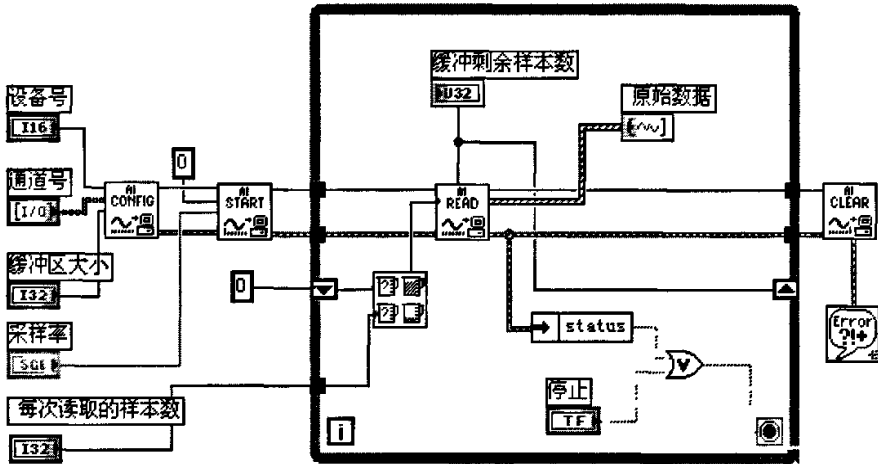 缓冲剩余样本数
U32
原始数据
设备号
I16
0
通道号
[I/O]
AI
CONFIG
AI
START
AI
READ
AI
CLEAR
缓冲区大小
I32
0
采样率
SGL
status
Error
?!+
每次读取的样本数
I32
停止
TF
i